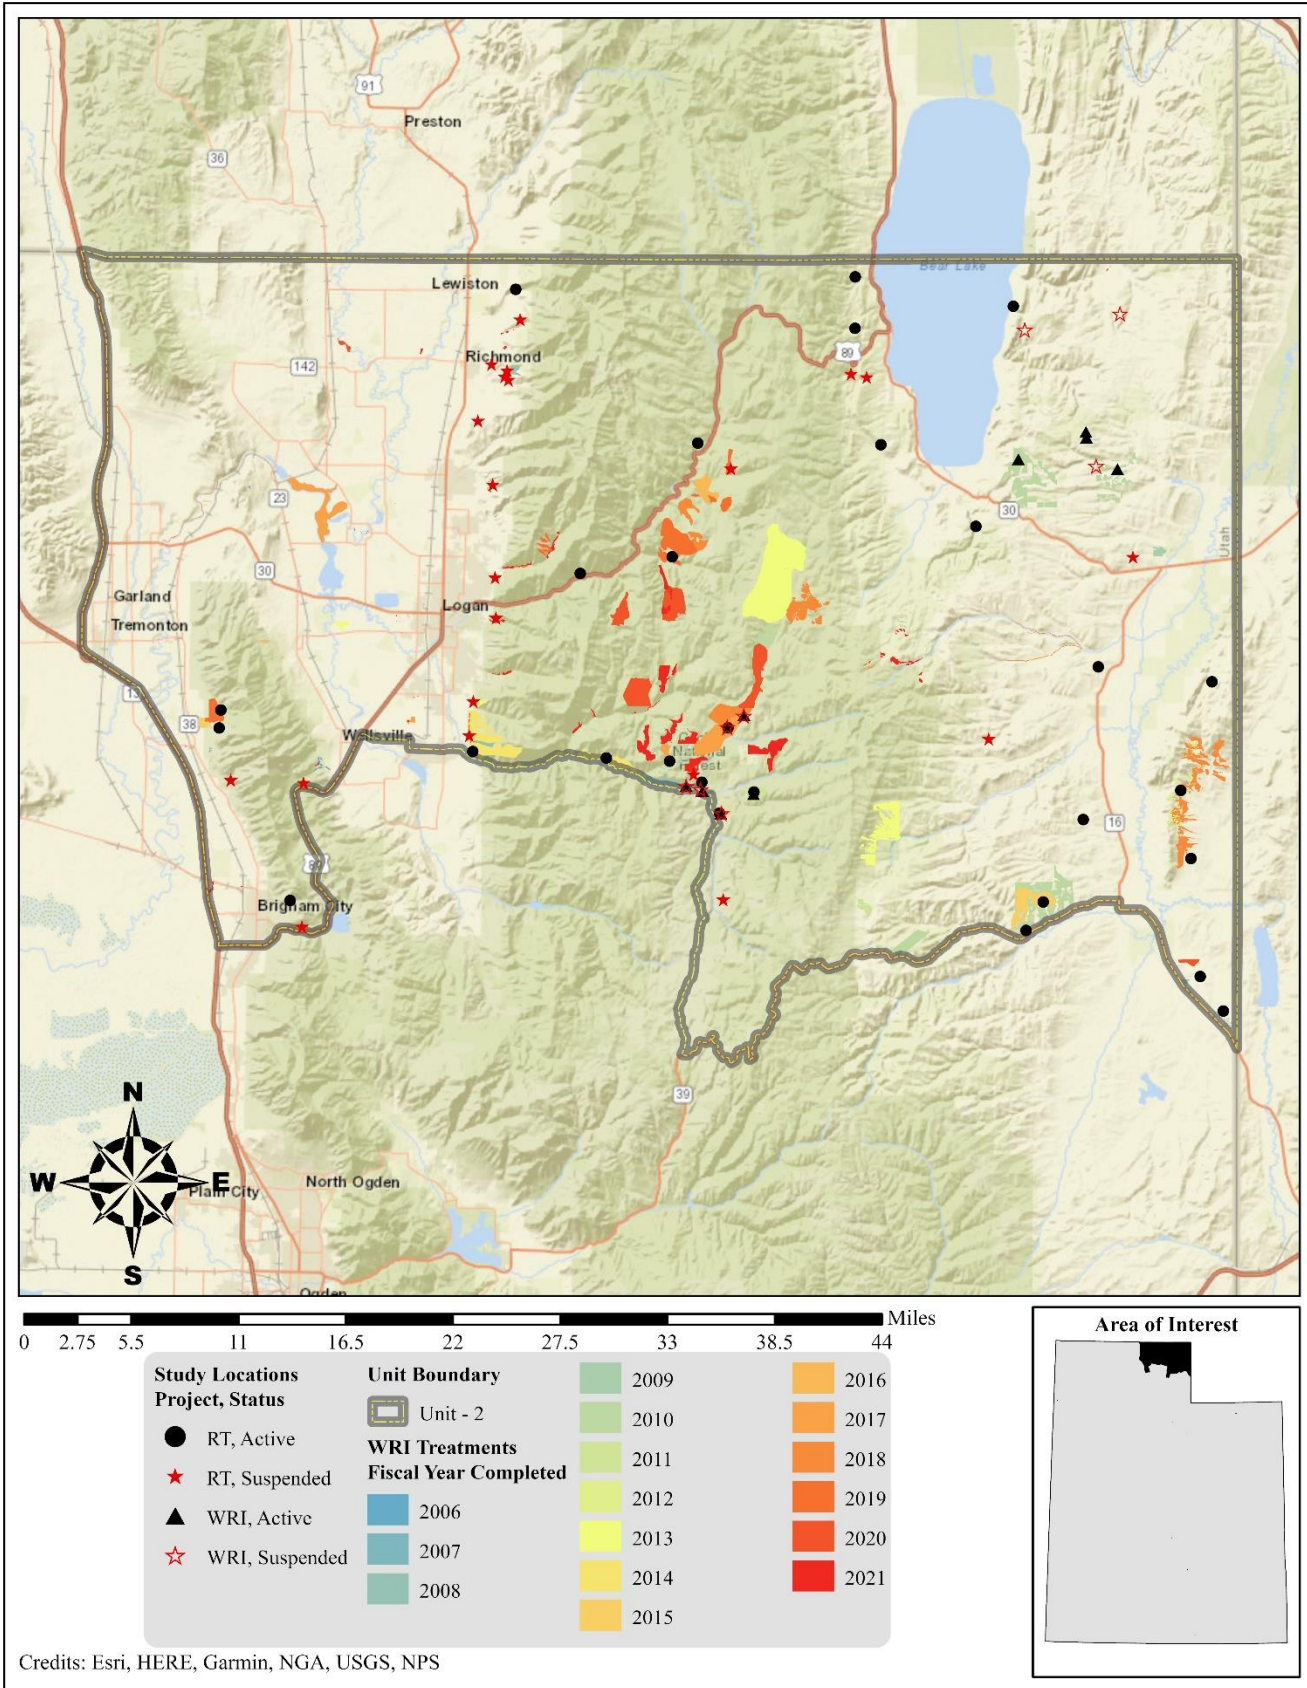 91
Preston
36
Bear Lake
Lewiston
Richmond
89
142
23
30
30
Utah
Garland
Logan
Tremonton
38
Wellsville
National
Forest
16
Brigham City
39
N
W
E
S
Plain City
North Ogden
Ogden
Miles
0 2.75 5.5 11 16.5 22 27.5 33 38.5 44
Study Locations
Project, Status
RT, Active
RT, Suspended
WRI, Active
WRI, Suspended
Unit Boundary
Unit - 2
WRI Treatments
Fiscal Year Completed
2006
2007
2008
2009
2010
2011
2012
2013
2014
2015
2016
2017
2018
2019
2020
2021
Area of Interest
Credits: Esri, HERE, Garmin, NGA, USGS, NPS